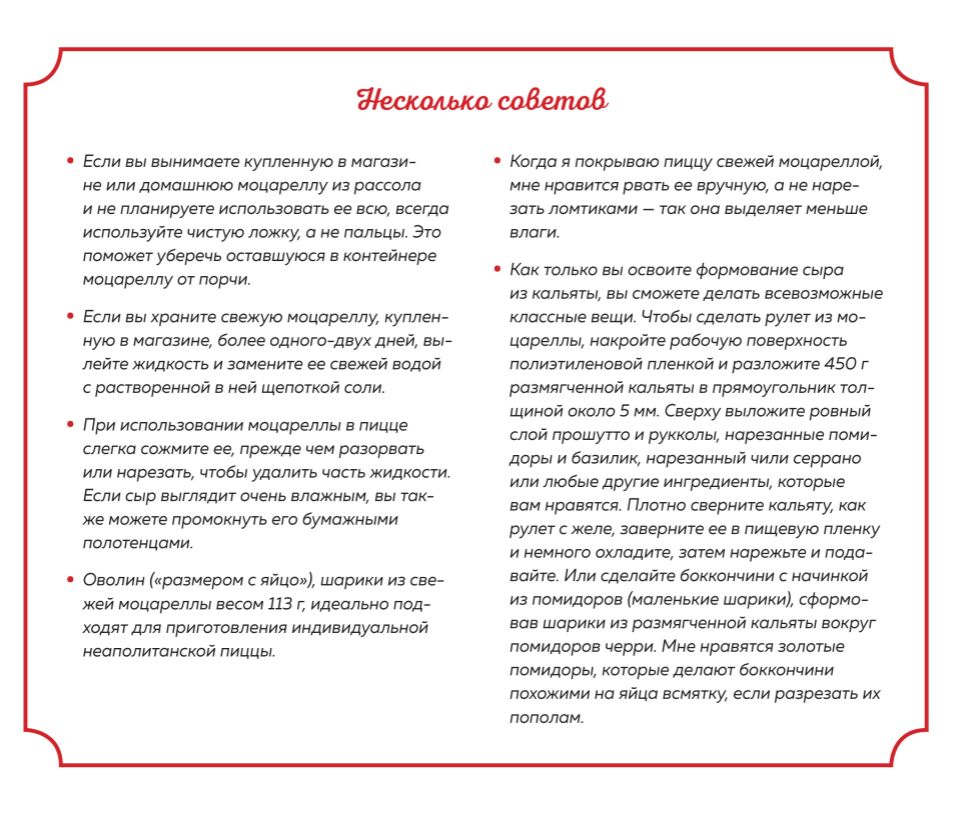 Несколько советов
• Если вы вынимаете купленную в магази-
не или домашнюю моцареллу из рассола
и не планируете использовать ее всю, всегда
используйте чистую ложку, а не пальцы. Это
поможет уберечь оставшуюся в контейнере
моцареллу от порчи.
• Если вы храните свежую моцареллу, куплен-
ную в магазине, более одного-двух дней, вы-
лейте жидкость и замените ее свежей водой
с растворенной в ней щепоткой соли.
• При использовании моцареллы в пицце
слегка сожмите ее, прежде чем разорвать
или нарезать, чтобы удалить часть жидкости.
Если сыр выглядит очень влажным, вы так-
же можете промокнуть его бумажными
полотенцами.
• Оволин («размером с яйцо»), шарики из све-
жей моцареллы весом 113 г, идеально под-
ходят для приготовления индивидуальной
неаполитанской пиццы.
• Когда я покрываю пиццу свежей моцареллой,
мне нравится рвать ее вручную, а не наре-
зать ломтиками — так она выделяет меньше
влаги.
• Как только вы освоите формование сыра
из кальяты, вы сможете делать всевозможные
классные вещи. Чтобы сделать рулет из мо-
цареллы, накройте рабочую поверхность
полиэтиленовой пленкой и разложите 450 г
размягченной кальяты в прямоугольник тол-
щиной около 5 мм. Сверху выложите ровный
слой прошутто и рукколы, нарезанные поми-
доры и базилик, нарезанный чили серрано
или любые другие ингредиенты, которые
вам нравятся. Плотно сверните кальяту, как
рулет с желе, заверните ее в пищевую пленку
и немного охладите, затем нарежьте и пода-
вайте. Или сделайте боккончини с начинкой
из помидоров (маленькие шарики), сформо-
вав шарики из размягченной кальяты вокруг
помидоров черри. Мне нравятся золотые
помидоры, которые делают боккончини
похожими на яйца всмятку, если разрезать их
пополам.